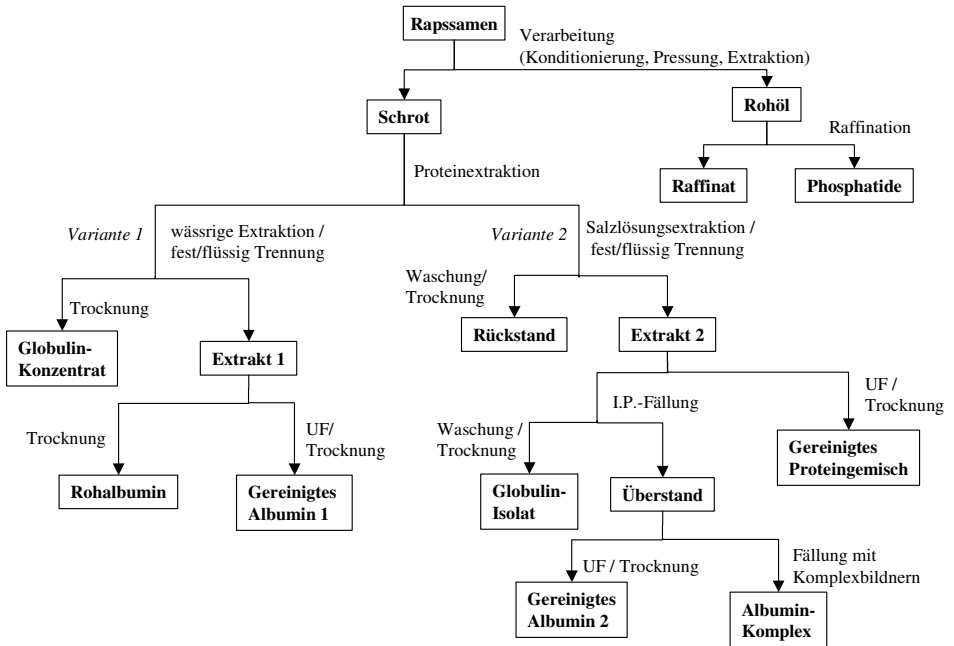 Rapssamen
Verarbeitung
(Konditionierung, Pressung, Extraktion)
Schrot
Rohöl
Raffination
Raffinat
Phosphatide
Proteinextraktion
Variante 1
wässrige Extraktion /
fest/flüssig Trennung
Variante 2
Salzlösungsextraktion /
fest/flüssig Trennung
Trocknung
Globulin-
Konzentrat
Extrakt 1
Waschung/
Trocknung
Rückstand
Extrakt 2
Trocknung
Rohalbumin
UF/
Trocknung
Gereinigtes
Albumin 1
I.P.-Fällung
UF /
Trocknung
Gereinigtes
Proteingemisch
Waschung /
Trocknung
Globulin-
Isolat
Überstand
UF / Trocknung
Gereinigtes
Albumin 2
Fällung mit
Komplexbildnern
Albumin-
Komplex